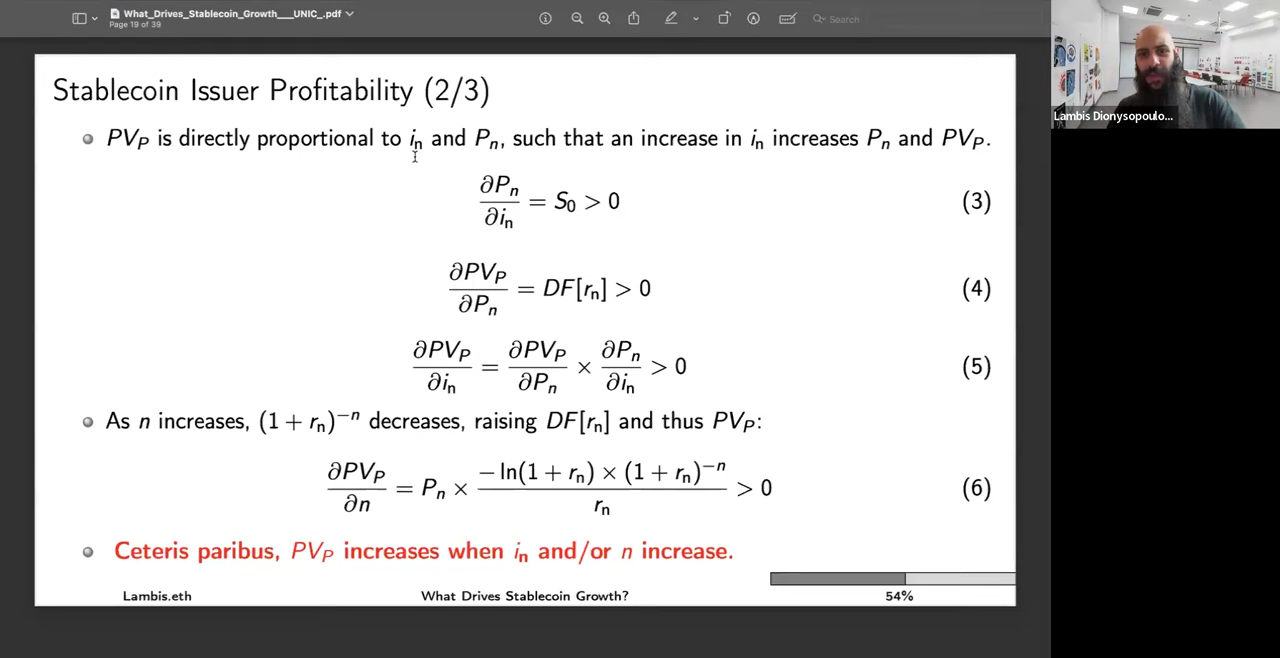 What_Drives_Stablecoin_Growth___UNIC_.pdf
Page 19 of 39
Search
Lambis Dionysopoulo...
Stablecoin Issuer Profitability (2/3)
PV_P is directly proportional to i_n and P_n, such that an increase in i_n increases P_n and PV_P.
∂P_n/∂i_n = S_0 > 0 (3)
∂PV_P/∂P_n = DF[r_n] > 0 (4)
∂PV_P/∂i_n = ∂PV_P/∂P_n × ∂P_n/∂i_n > 0 (5)
As n increases, (1 + r_n)^{−n} decreases, raising DF[r_n] and thus PV_P:
∂PV_P/∂n = P_n × − ln(1 + r_n) × (1 + r_n)^{−n}/r_n > 0 (6)
Ceteris paribus, PV_P increases when i_n and/or n increase.
Lambis.eth What Drives Stablecoin Growth? 54%